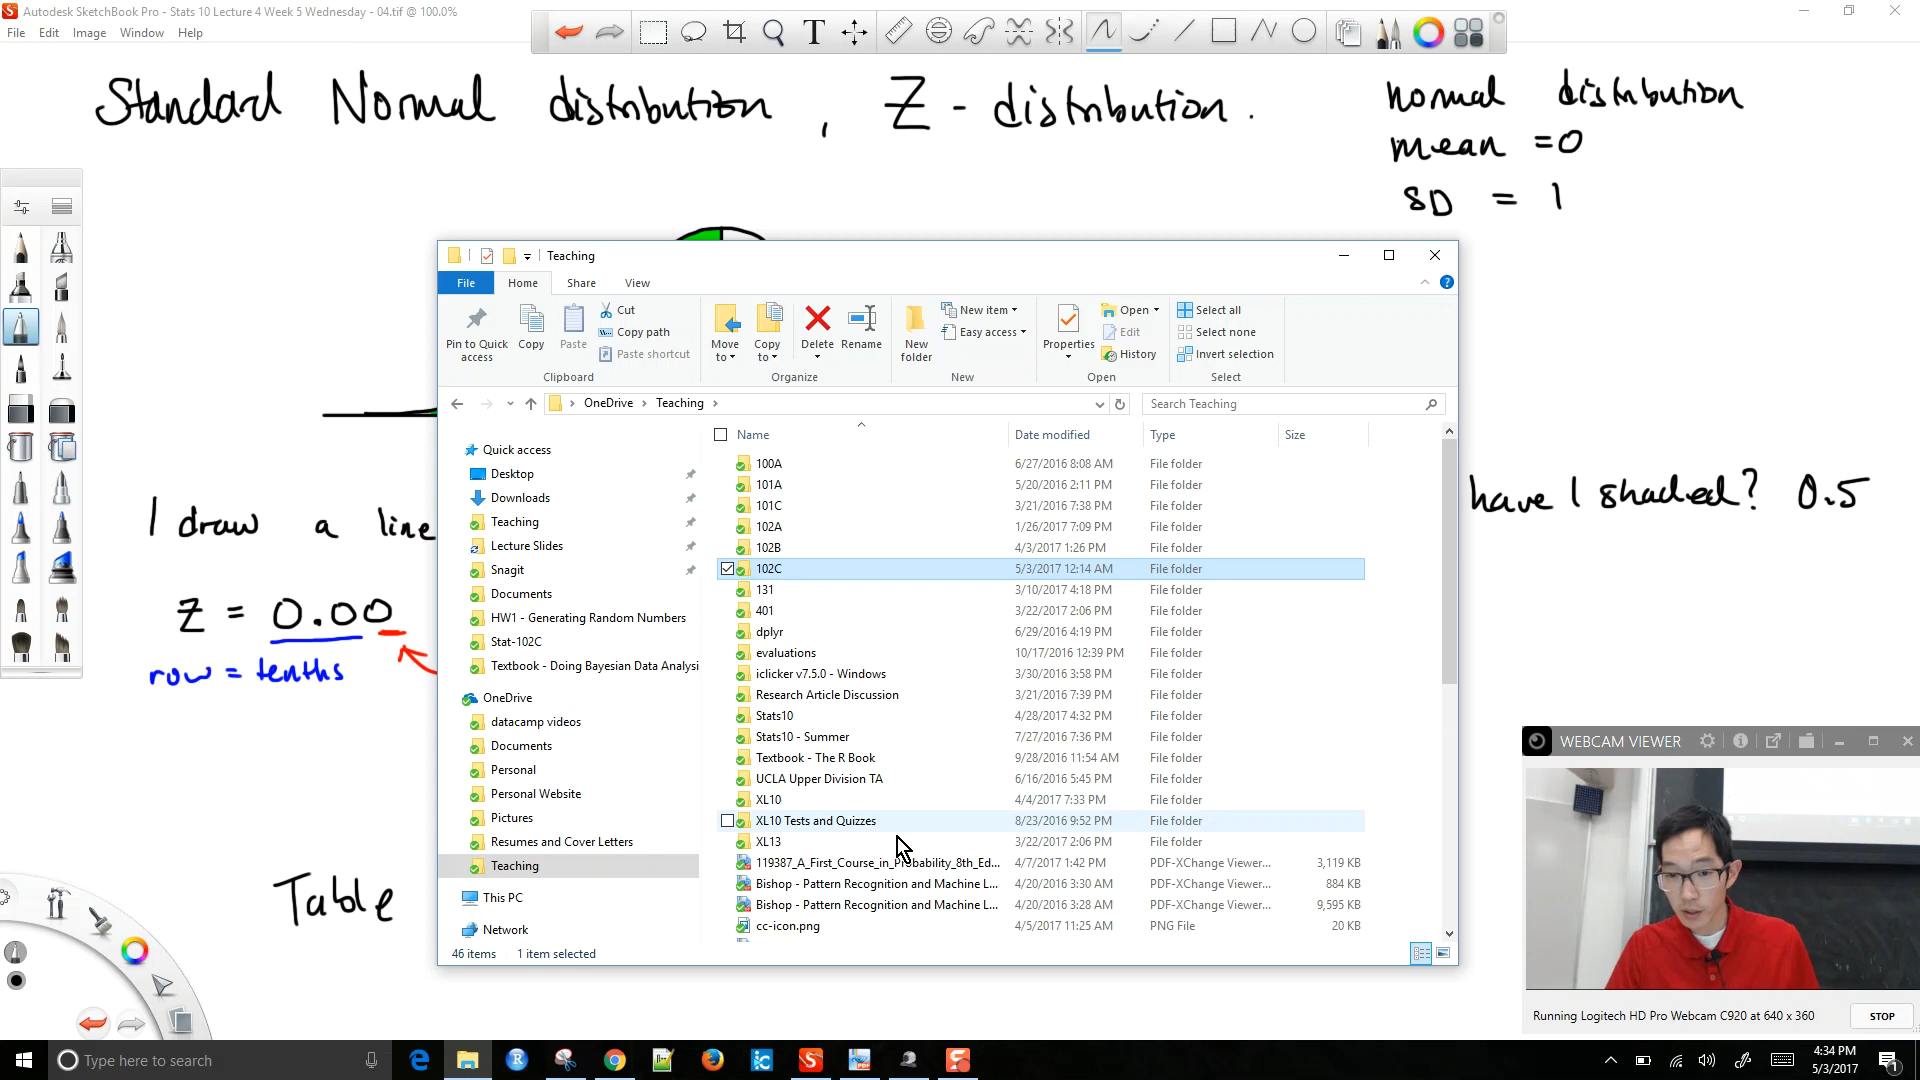 Autodesk SketchBook Pro - Stats 10 Lecture 4 Week 5 Wednesday - 04.tif @ 100.0%
File Edit Image Window Help
Standard Normal distribution, Z - distribution.
normal distribution
mean = 0
SD = 1
Teaching
File Home Share View
Pin to Quick access
Copy
Paste
Cut
Copy path
Paste shortcut
Clipboard
Move to
Copy to
Delete
Rename
Organize
New folder
New item
Easy access
New
Properties
Open
Edit
History
Open
Select all
Select none
Invert selection
Select
OneDrive > Teaching >
Search Teaching
Quick access
Desktop
Downloads
Teaching
Lecture Slides
Snagit
Documents
HW1 - Generating Random Numbers
Stat-102C
Textbook - Doing Bayesian Data Analysi
OneDrive
datacamp videos
Documents
Personal
Personal Website
Pictures
Resumes and Cover Letters
Teaching
This PC
Network
Name Date modified Type Size
100A 6/27/2016 8:08 AM File folder
101A 5/20/2016 2:11 PM File folder
101C 3/21/2016 7:38 PM File folder
102A 1/26/2017 7:09 PM File folder
102B 4/3/2017 1:26 PM File folder
102C 5/3/2017 12:14 AM File folder
131 3/10/2017 4:18 PM File folder
401 3/22/2017 2:06 PM File folder
dplyr 6/29/2016 4:19 PM File folder
evaluations 10/17/2016 12:39 PM File folder
iclicker v7.5.0 - Windows 3/30/2016 3:58 PM File folder
Research Article Discussion 3/21/2016 7:39 PM File folder
Stats10 4/28/2017 4:32 PM File folder
Stats10 - Summer 7/27/2016 7:36 PM File folder
Textbook - The R Book 9/28/2016 11:54 AM File folder
UCLA Upper Division TA 6/16/2016 5:45 PM File folder
XL10 4/4/2017 7:33 PM File folder
XL10 Tests and Quizzes 8/23/2016 9:52 PM File folder
XL13 3/22/2017 2:06 PM File folder
119387_A_First_Course_in_Probability_8th_Ed... 4/7/2017 1:42 PM PDF-XChange Viewer... 3,119 KB
Bishop - Pattern Recognition and Machine L... 4/20/2016 3:30 AM PDF-XChange Viewer... 884 KB
Bishop - Pattern Recognition and Machine L... 4/20/2016 3:28 AM PDF-XChange Viewer... 9,595 KB
cc-icon.png 4/5/2017 11:25 AM PNG File 20 KB
46 items 1 item selected
I draw a line
have I shaded? 0.5
Z = 0.00
row = tenths
Table
WEBCAM VIEWER
Running Logitech HD Pro Webcam C920 at 640 x 360
STOP
Type here to search
4:34 PM
5/3/2017